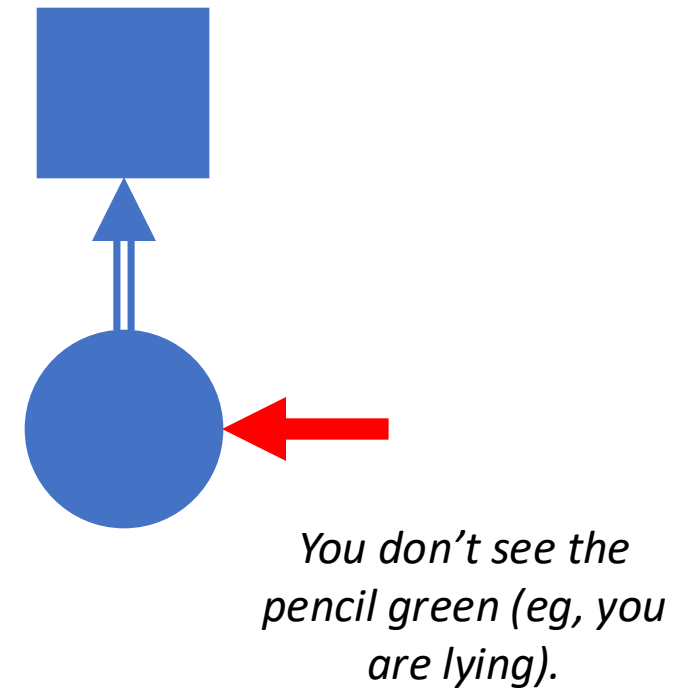 You don’t see the
pencil green (eg, you
are lying).